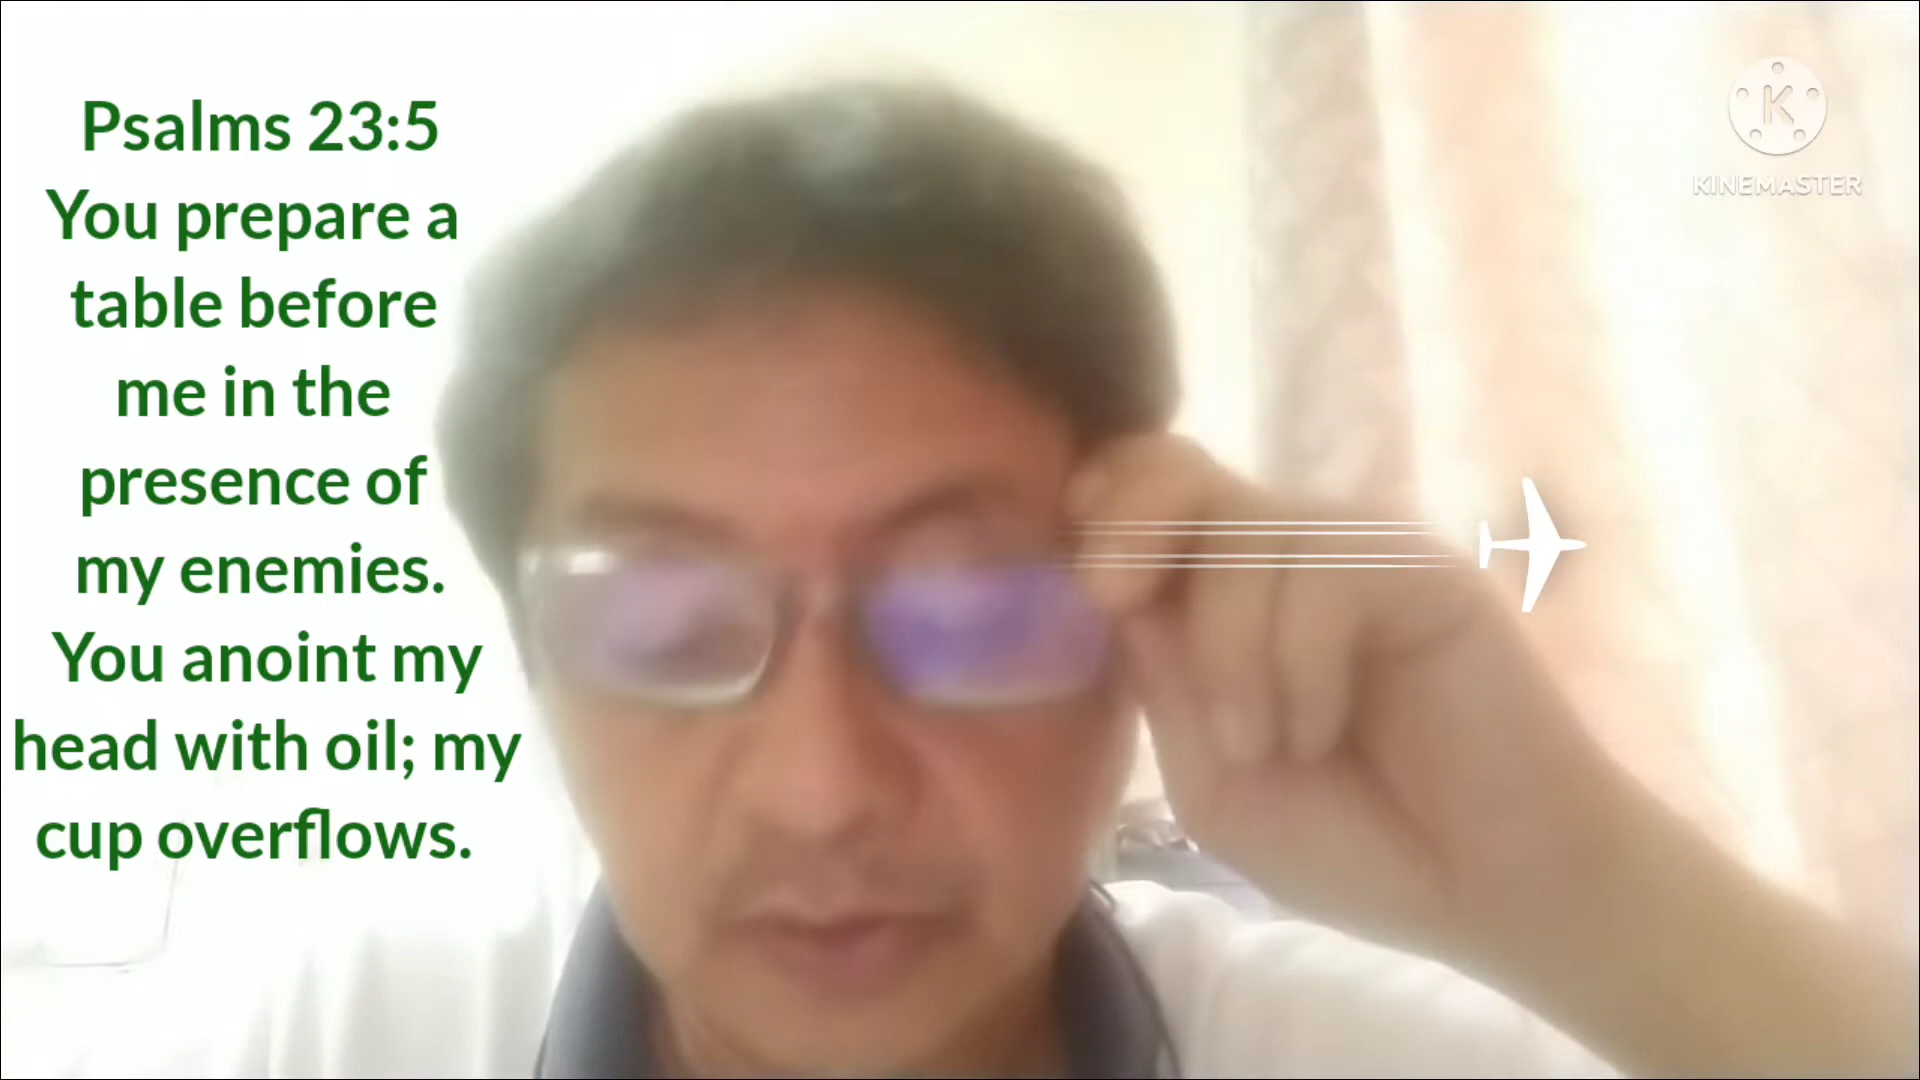 Psalms 23:5
You prepare a
table before
me in the
presence of
my enemies.
You anoint my
head with oil; my
cup overflows.
K
KINEMASTER